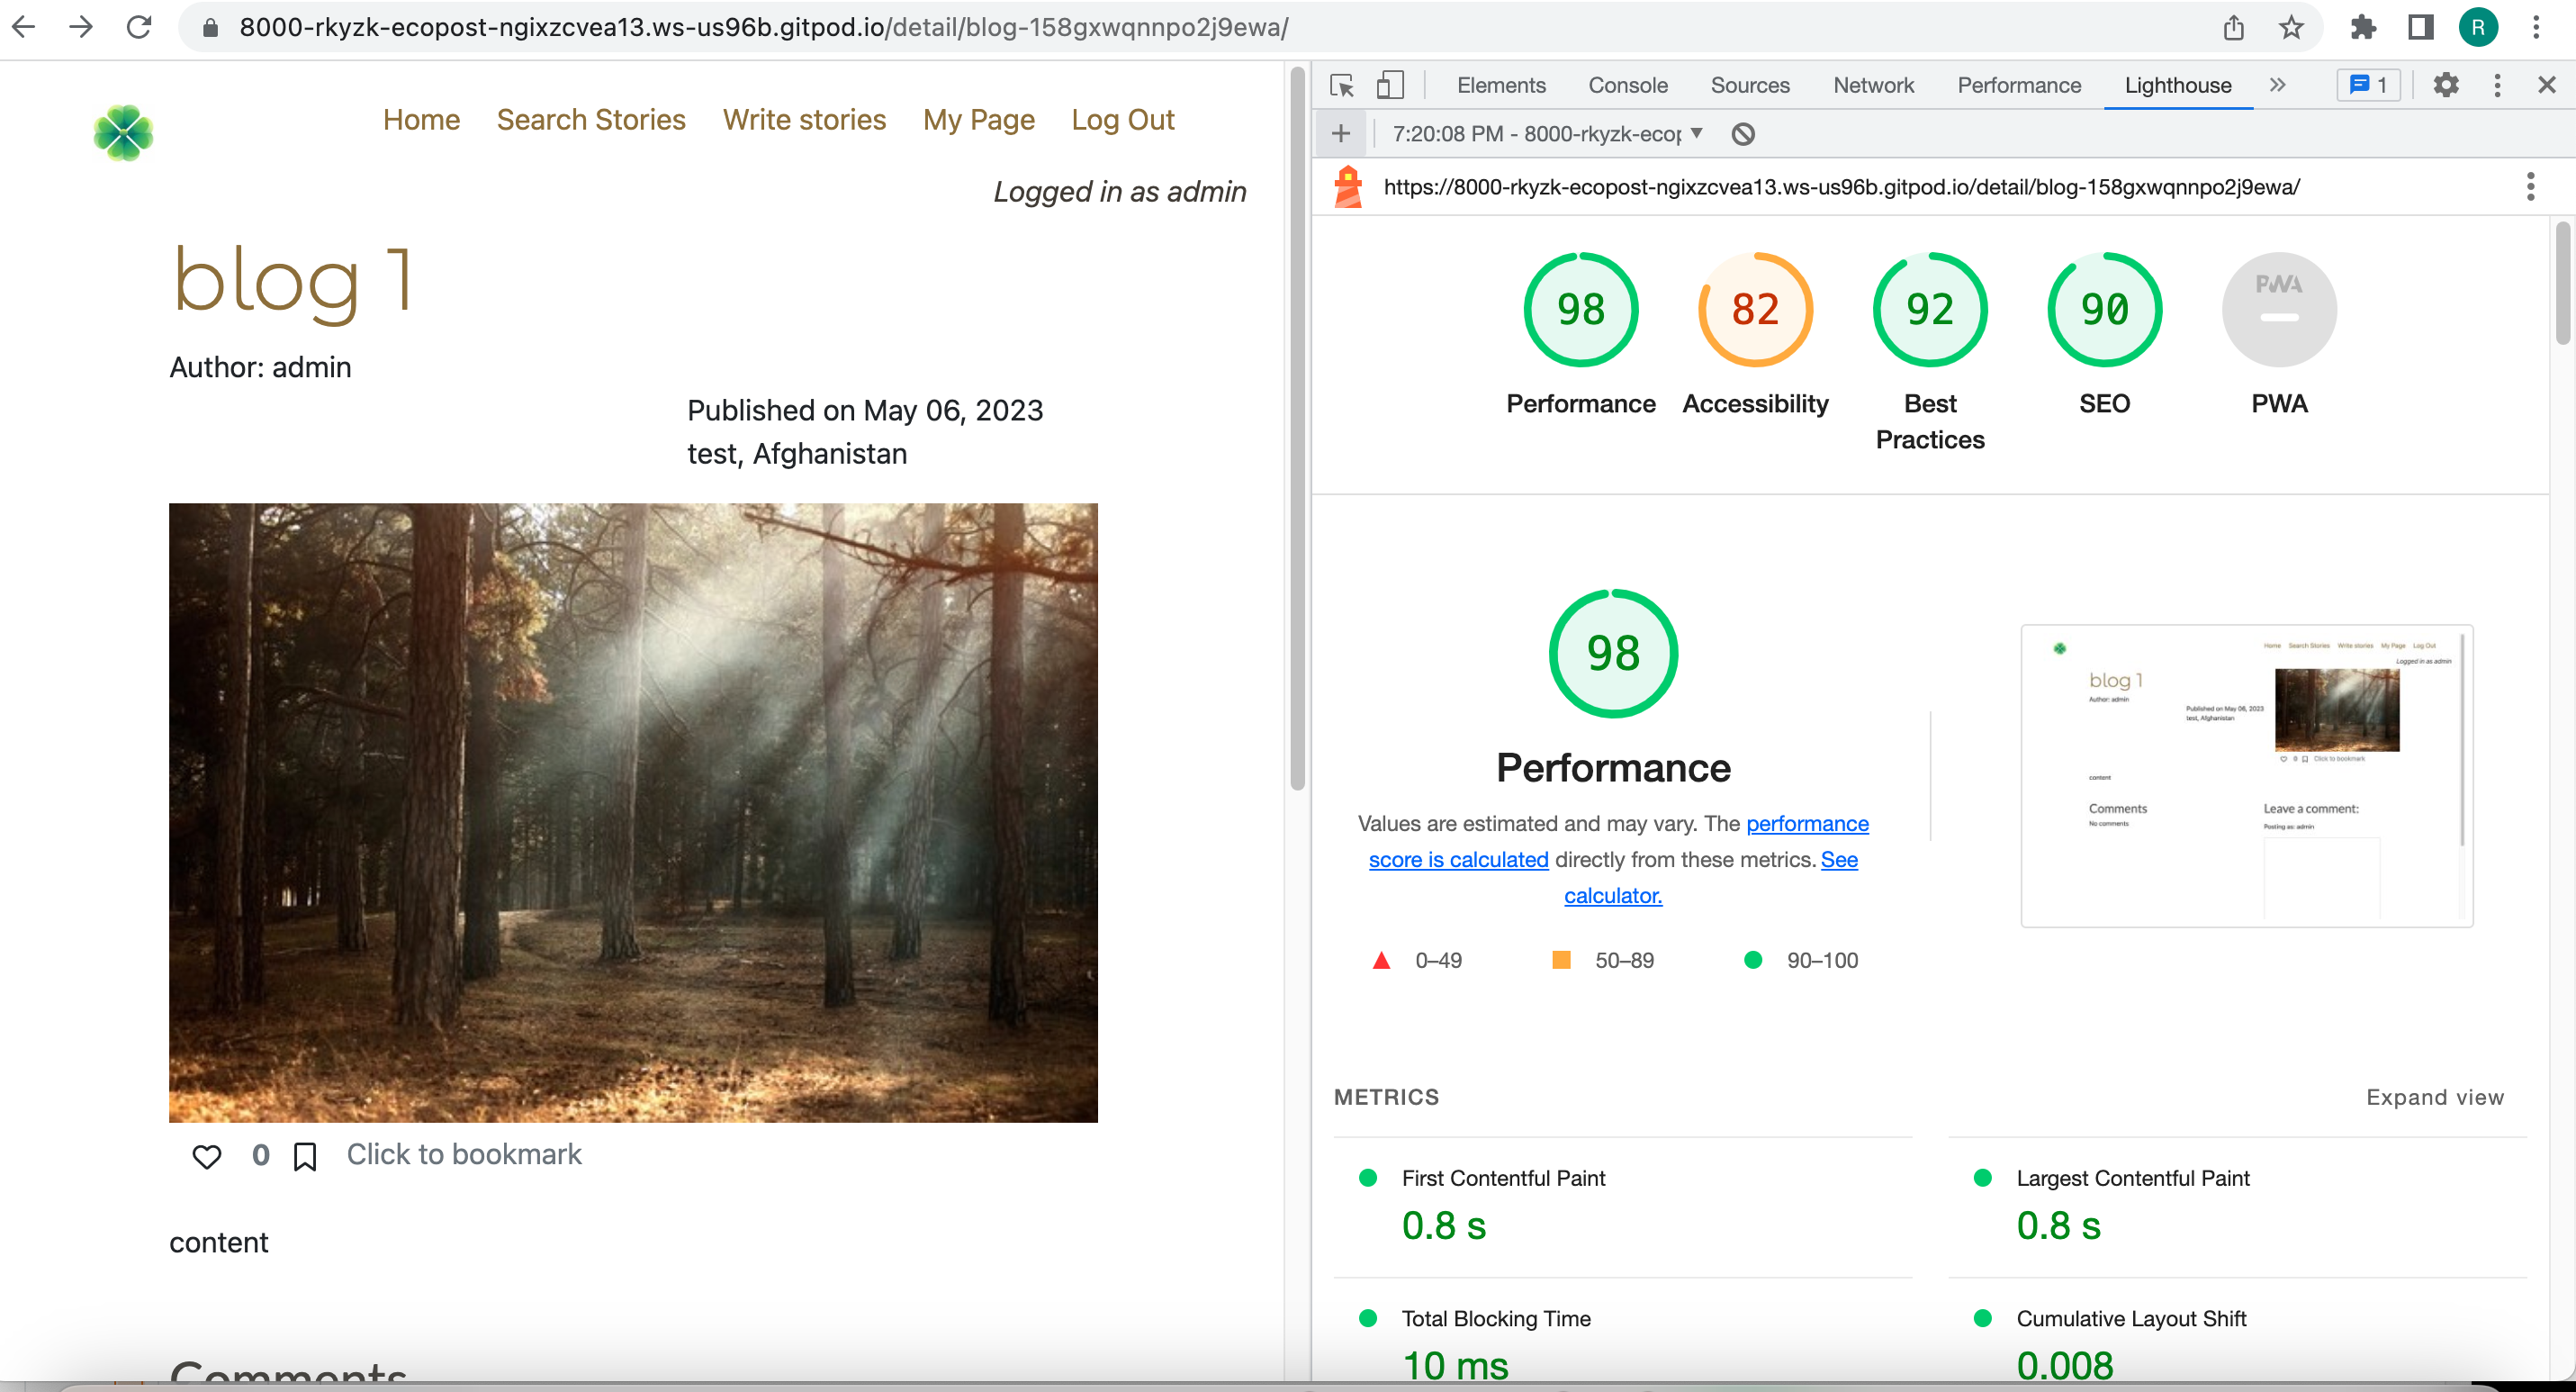 8000-rkyzk-ecopost-ngixzcvea13.ws-us96b.gitpod.io/detail/blog-158gxwqnnpo2j9ewa/
R
Home Search Stories Write stories My Page Log Out
Logged in as admin
blog 1
Author: admin
Published on May 06, 2023
test, Afghanistan
0 Click to bookmark
content
Comments
Elements Console Sources Network Performance Lighthouse 1
7:20:08 PM - 8000-rkyzk-ecop
https://8000-rkyzk-ecopost-ngixzcvea13.ws-us96b.gitpod.io/detail/blog-158gxwqnnpo2j9ewa/
98 82 92 90 PWA
Performance Accessibility Best Practices SEO PWA
98
Performance
Values are estimated and may vary. The performance
score is calculated directly from these metrics. See
calculator.
0–49 50–89 90–100
Home Search Stories Write stories My Page Log Out
Logged in as admin
blog 1
Author: admin
Published on May 06, 2023
test, Afghanistan
0 Click to bookmark
content
Comments
No comments
Leave a comment:
Posting as: admin
METRICS
Expand view
First Contentful Paint
0.8 s
Largest Contentful Paint
0.8 s
Total Blocking Time
10 ms
Cumulative Layout Shift
0.008